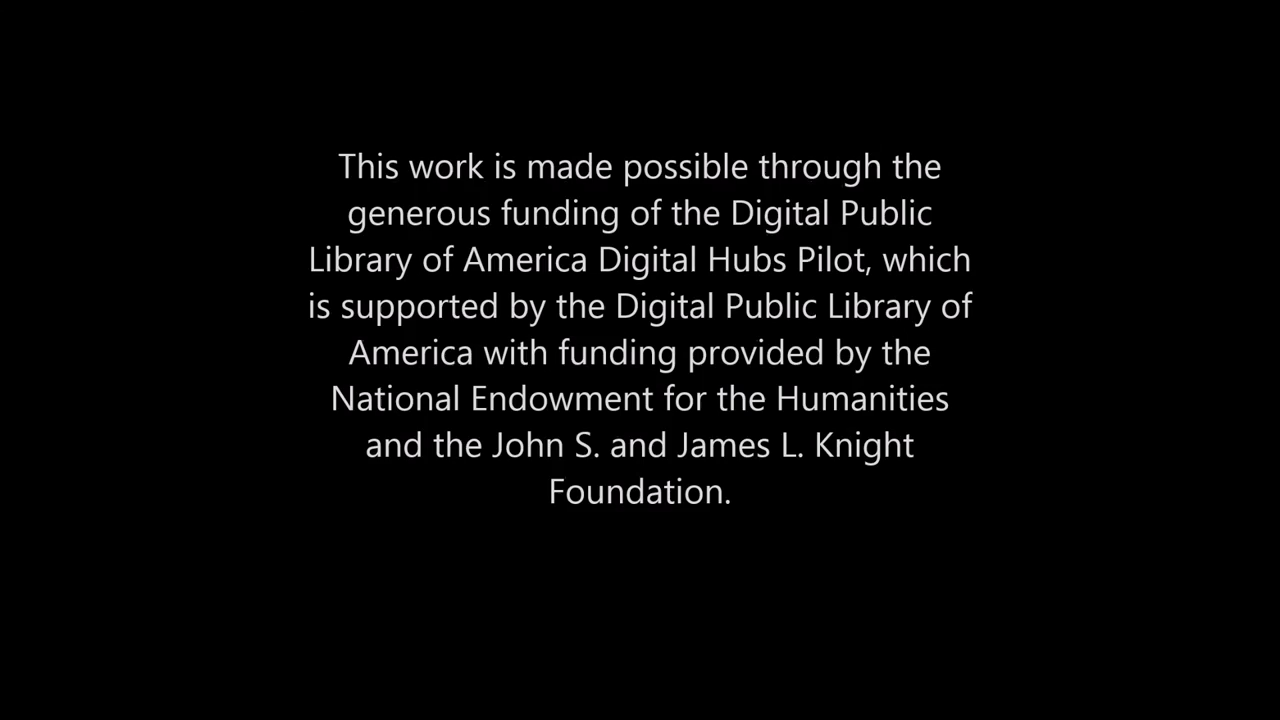 This work is made possible through the
generous funding of the Digital Public
Library of America Digital Hubs Pilot, which
is supported by the Digital Public Library of
America with funding provided by the
National Endowment for the Humanities
and the John S. and James L. Knight
Foundation.